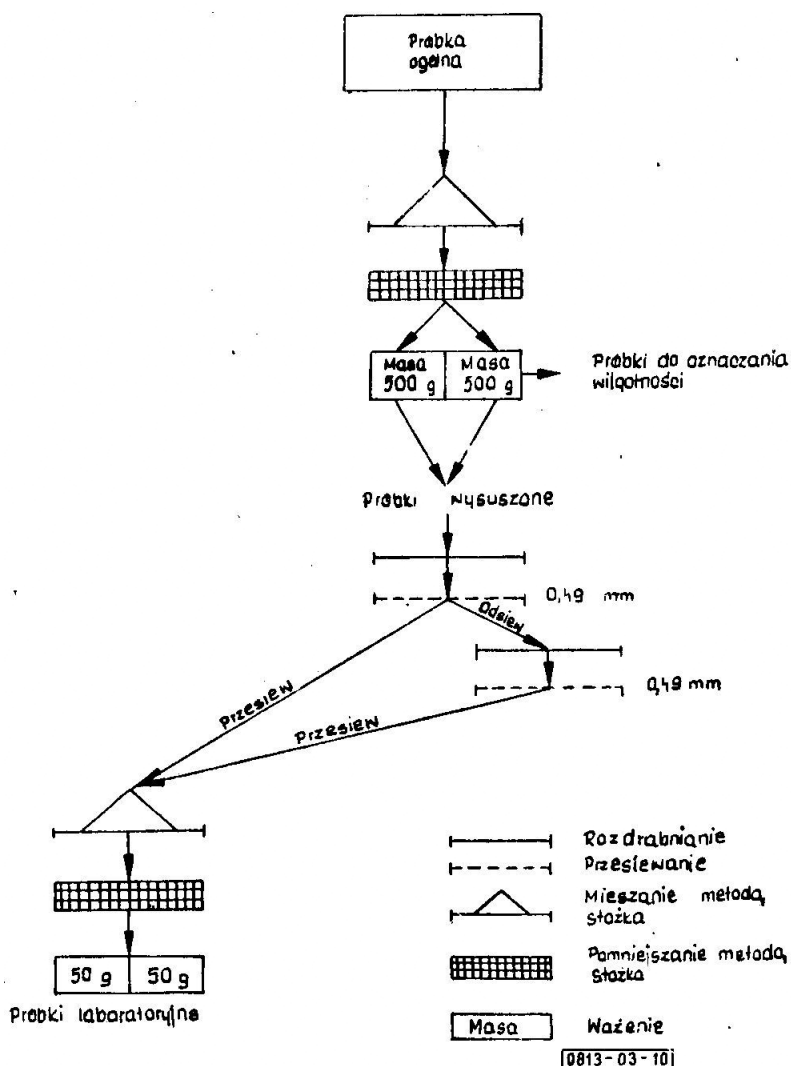 Próbka
ogólna
Masa
500 g
Masa
500 g
Próbki do oznaczania
wilgotności
Próbki wysuszone
0,49 mm
Odsiew
0,49 mm
Przesiew
Przesiew
50 g
50 g
Próbki laboratoryjne
Rozdrabnianie
Przesiewanie
Mieszanie metodą
stożka
Pomniejszanie metodą
stożka
Masa
Ważenie
0813-03-10